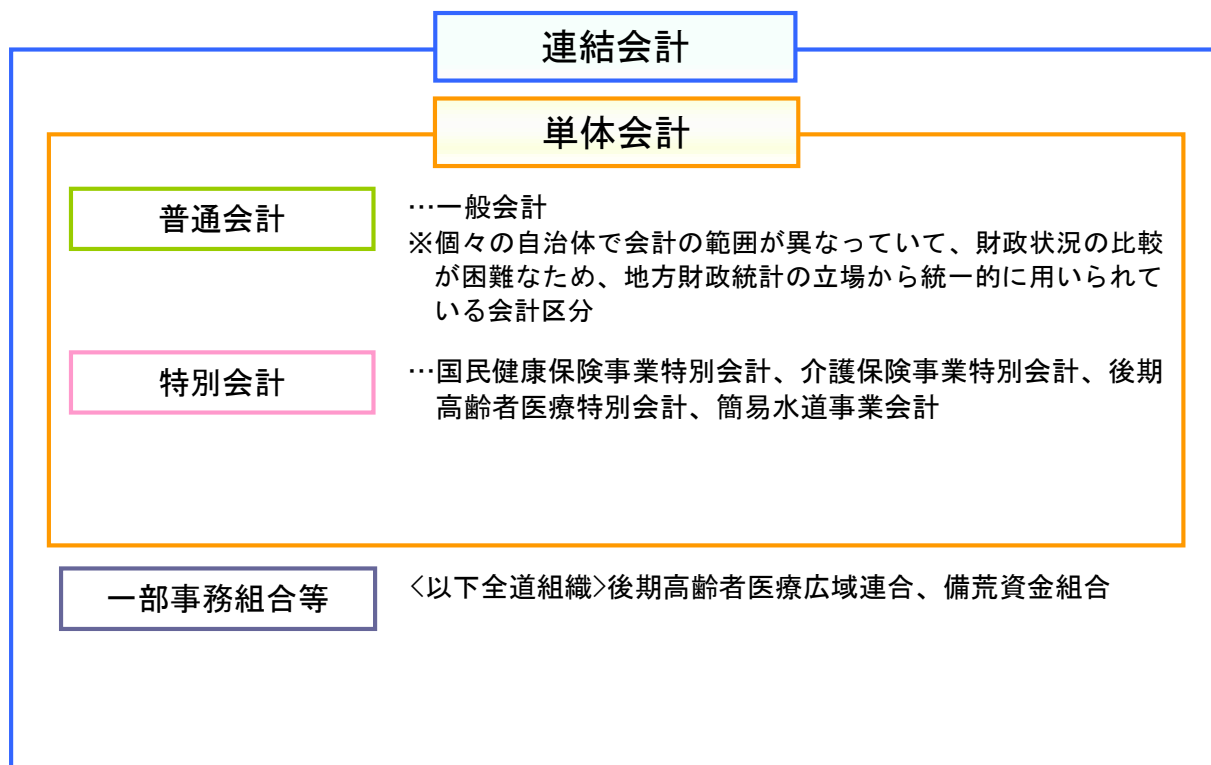 連結会計
単体会計
普通会計
…一般会計
※個々の自治体で会計の範囲が異なっていて、財政状況の比較
が困難なため、地方財政統計の立場から統一的に用いられて
いる会計区分
特別会計
…国民健康保険事業特別会計、介護保険事業特別会計、後期
高齢者医療特別会計、簡易水道事業会計
一部事務組合等
<以下全道組織>後期高齢者医療広域連合、備荒資金組合